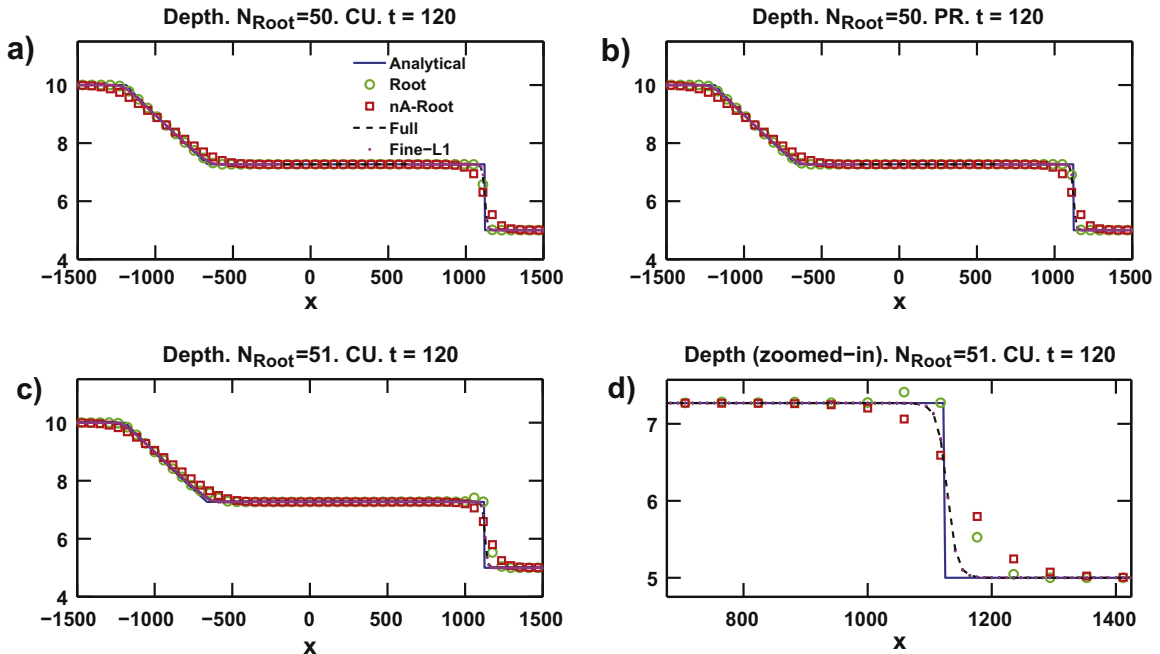 Depth. N_Root=50. CU. t = 120
a)
10
8
6
4
−1500 −1000 −500 0 500 1000 1500
x
Analytical
Root
nA−Root
Full
Fine−L1
Depth. N_Root=50. PR. t = 120
b)
10
8
6
4
−1500 −1000 −500 0 500 1000 1500
x
Depth. N_Root=51. CU. t = 120
c)
10
8
6
4
−1500 −1000 −500 0 500 1000 1500
x
Depth (zoomed−in). N_Root=51. CU. t = 120
d)
7
6
5
800 1000 1200 1400
x